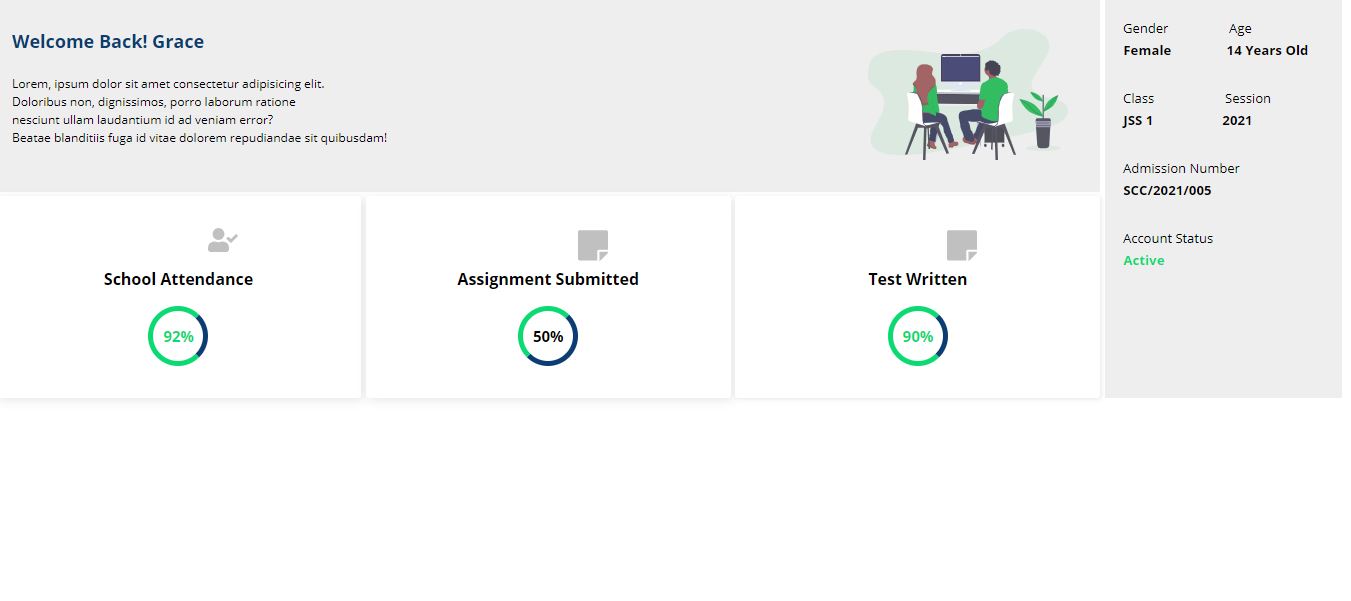 Welcome Back! Grace
Lorem, ipsum dolor sit amet consectetur adipisicing elit.
Doloribus non, dignissimos, porro laborum ratione
nesciunt ullam laudantium id ad veniam error?
Beatae blanditiis fuga id vitae dolorem repudiandae sit quibusdam!
School Attendance
92%
Assignment Submitted
50%
Test Written
90%
Gender Age
Female 14 Years Old
Class Session
JSS 1 2021
Admission Number
SCC/2021/005
Account Status
Active